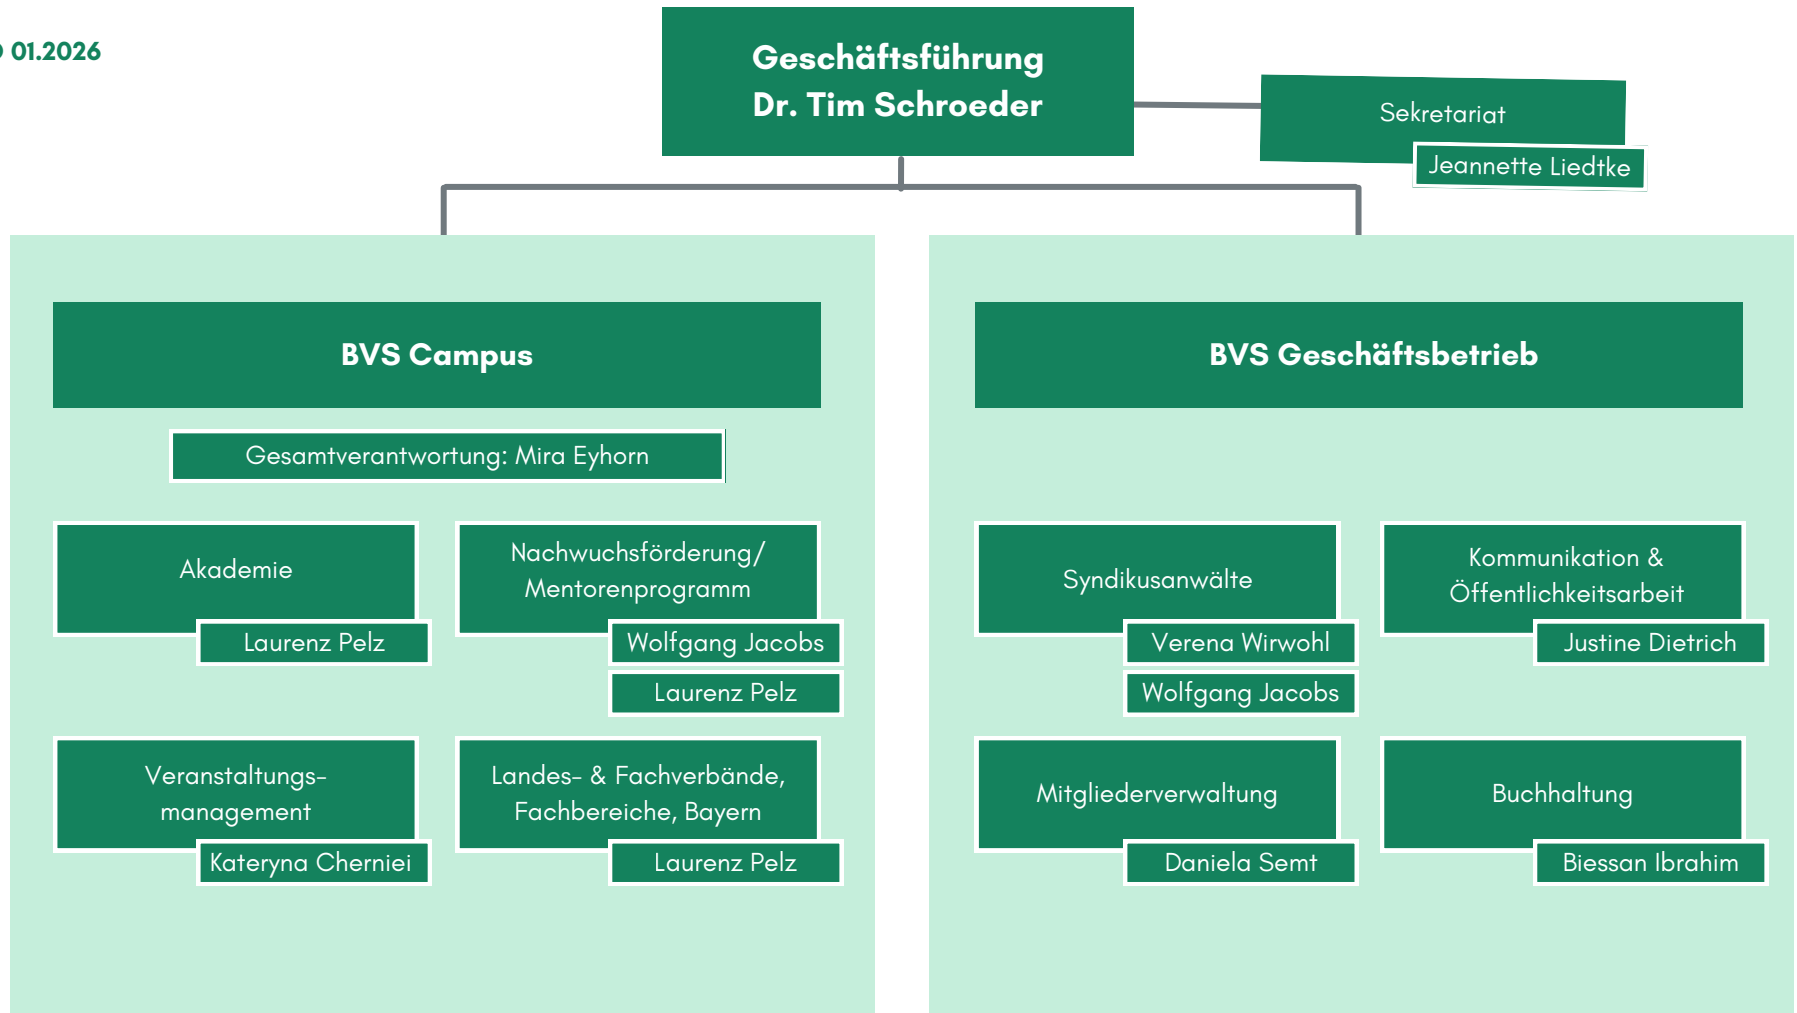 01.2026
Geschäftsführung
Dr. Tim Schroeder
Sekretariat
Jeannette Liedtke
BVS Campus
Gesamtverantwortung: Mira Eyhorn
Akademie
Laurenz Pelz
Nachwuchsförderung/
Mentorenprogramm
Wolfgang Jacobs
Laurenz Pelz
Veranstaltungs-
management
Kateryna Cherniei
Landes- & Fachverbände,
Fachbereiche, Bayern
Laurenz Pelz
BVS Geschäftsbetrieb
Syndikusanwälte
Verena Wirwohl
Wolfgang Jacobs
Kommunikation &
Öffentlichkeitsarbeit
Justine Dietrich
Mitgliederverwaltung
Daniela Semt
Buchhaltung
Biessan Ibrahim